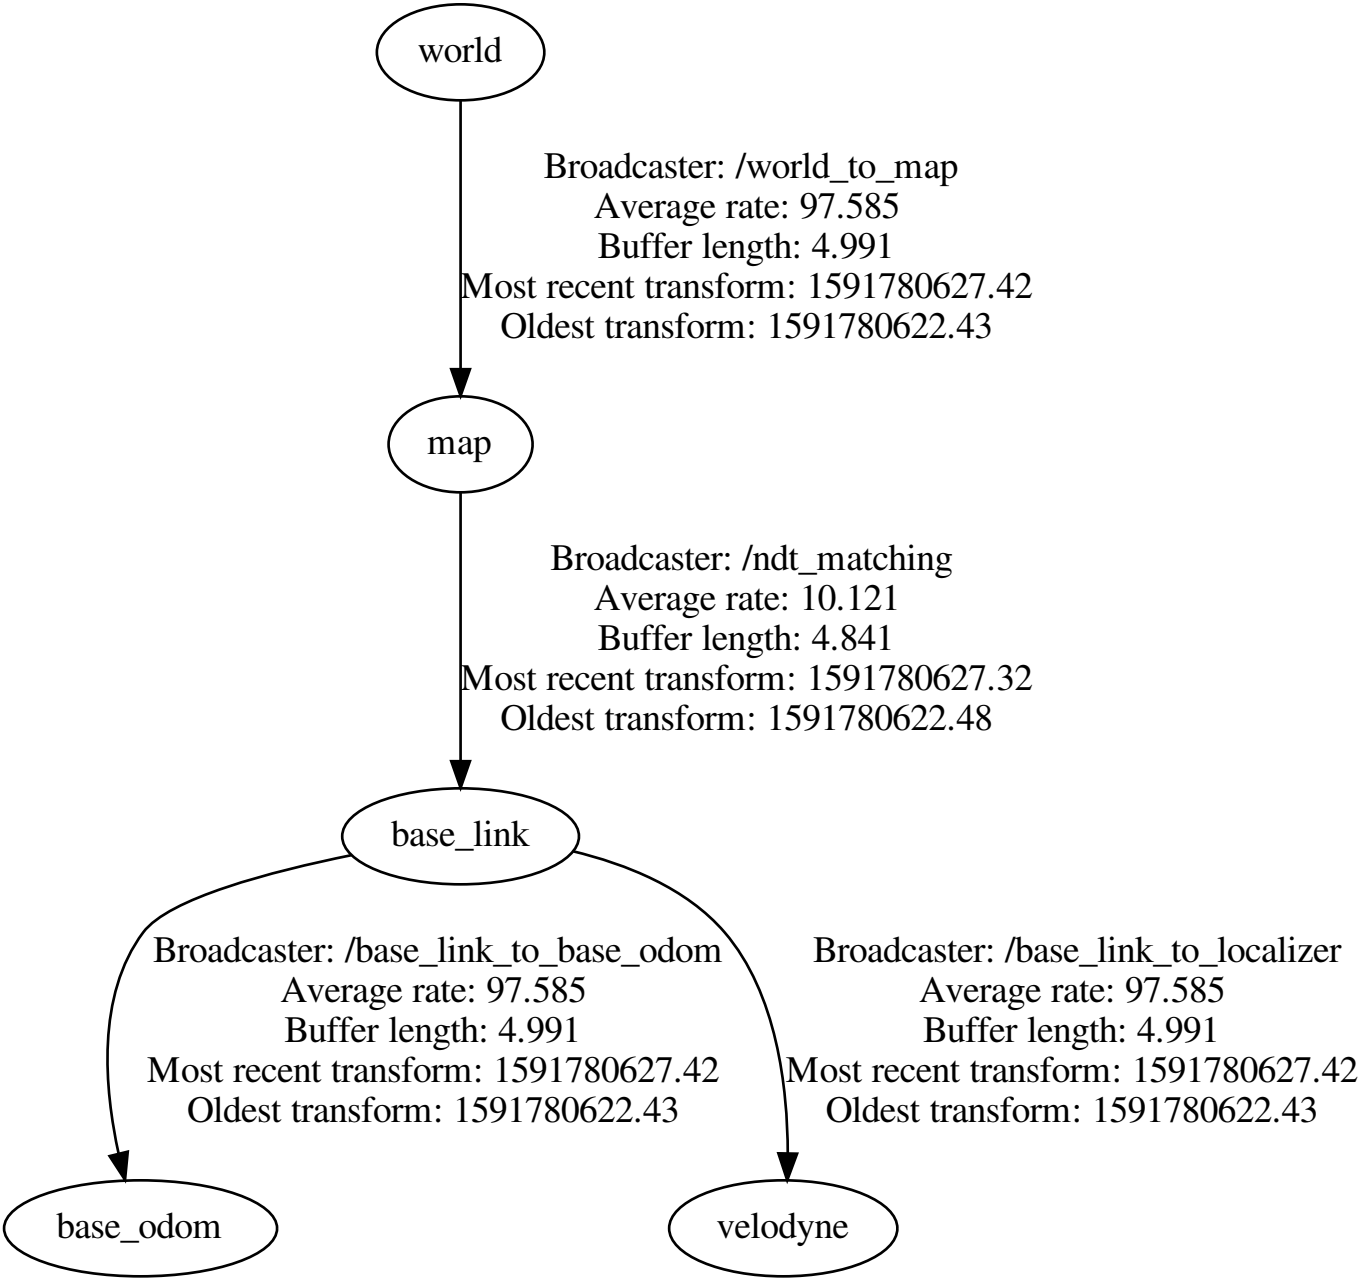 world
Broadcaster: /world_to_map
Average rate: 97.585
Buffer length: 4.991
Most recent transform: 1591780627.42
Oldest transform: 1591780622.43
map
Broadcaster: /ndt_matching
Average rate: 10.121
Buffer length: 4.841
Most recent transform: 1591780627.32
Oldest transform: 1591780622.48
base_link
Broadcaster: /base_link_to_base_odom
Average rate: 97.585
Buffer length: 4.991
Most recent transform: 1591780627.42
Oldest transform: 1591780622.43
Broadcaster: /base_link_to_localizer
Average rate: 97.585
Buffer length: 4.991
Most recent transform: 1591780627.42
Oldest transform: 1591780622.43
base_odom
velodyne